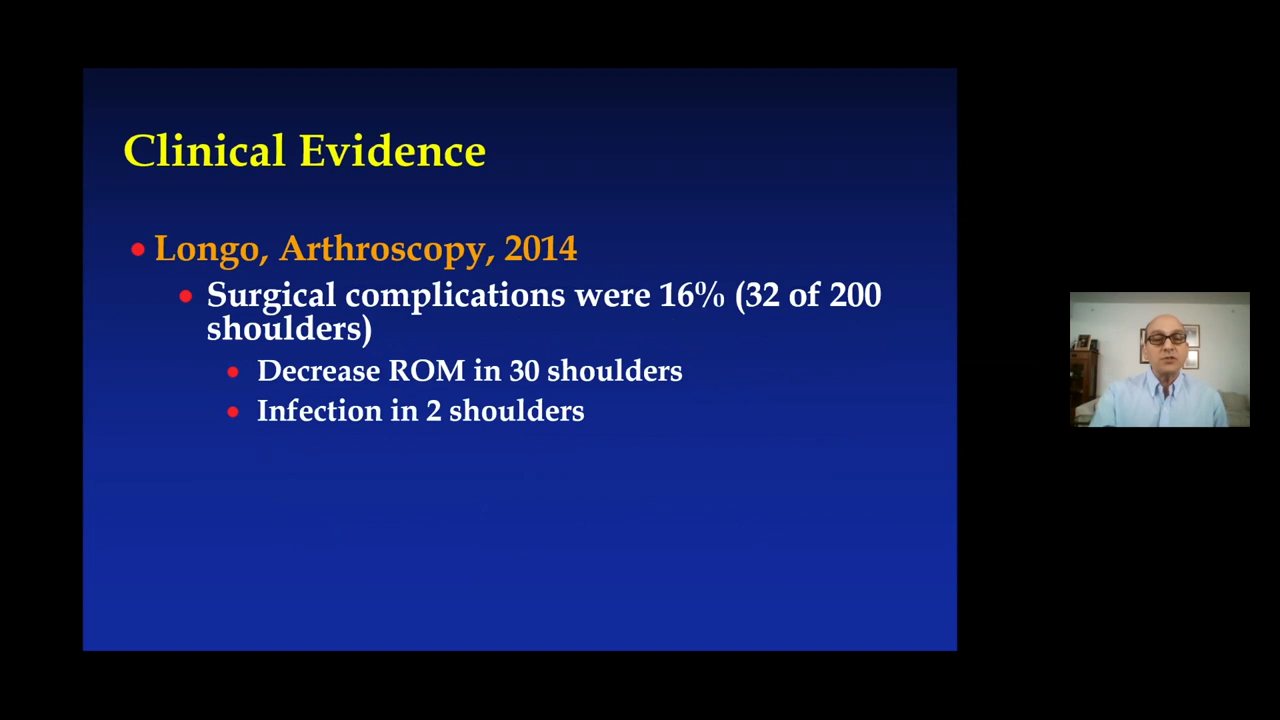 Clinical Evidence
• Longo, Arthroscopy, 2014
• Surgical complications were 16% (32 of 200
shoulders)
• Decrease ROM in 30 shoulders
• Infection in 2 shoulders